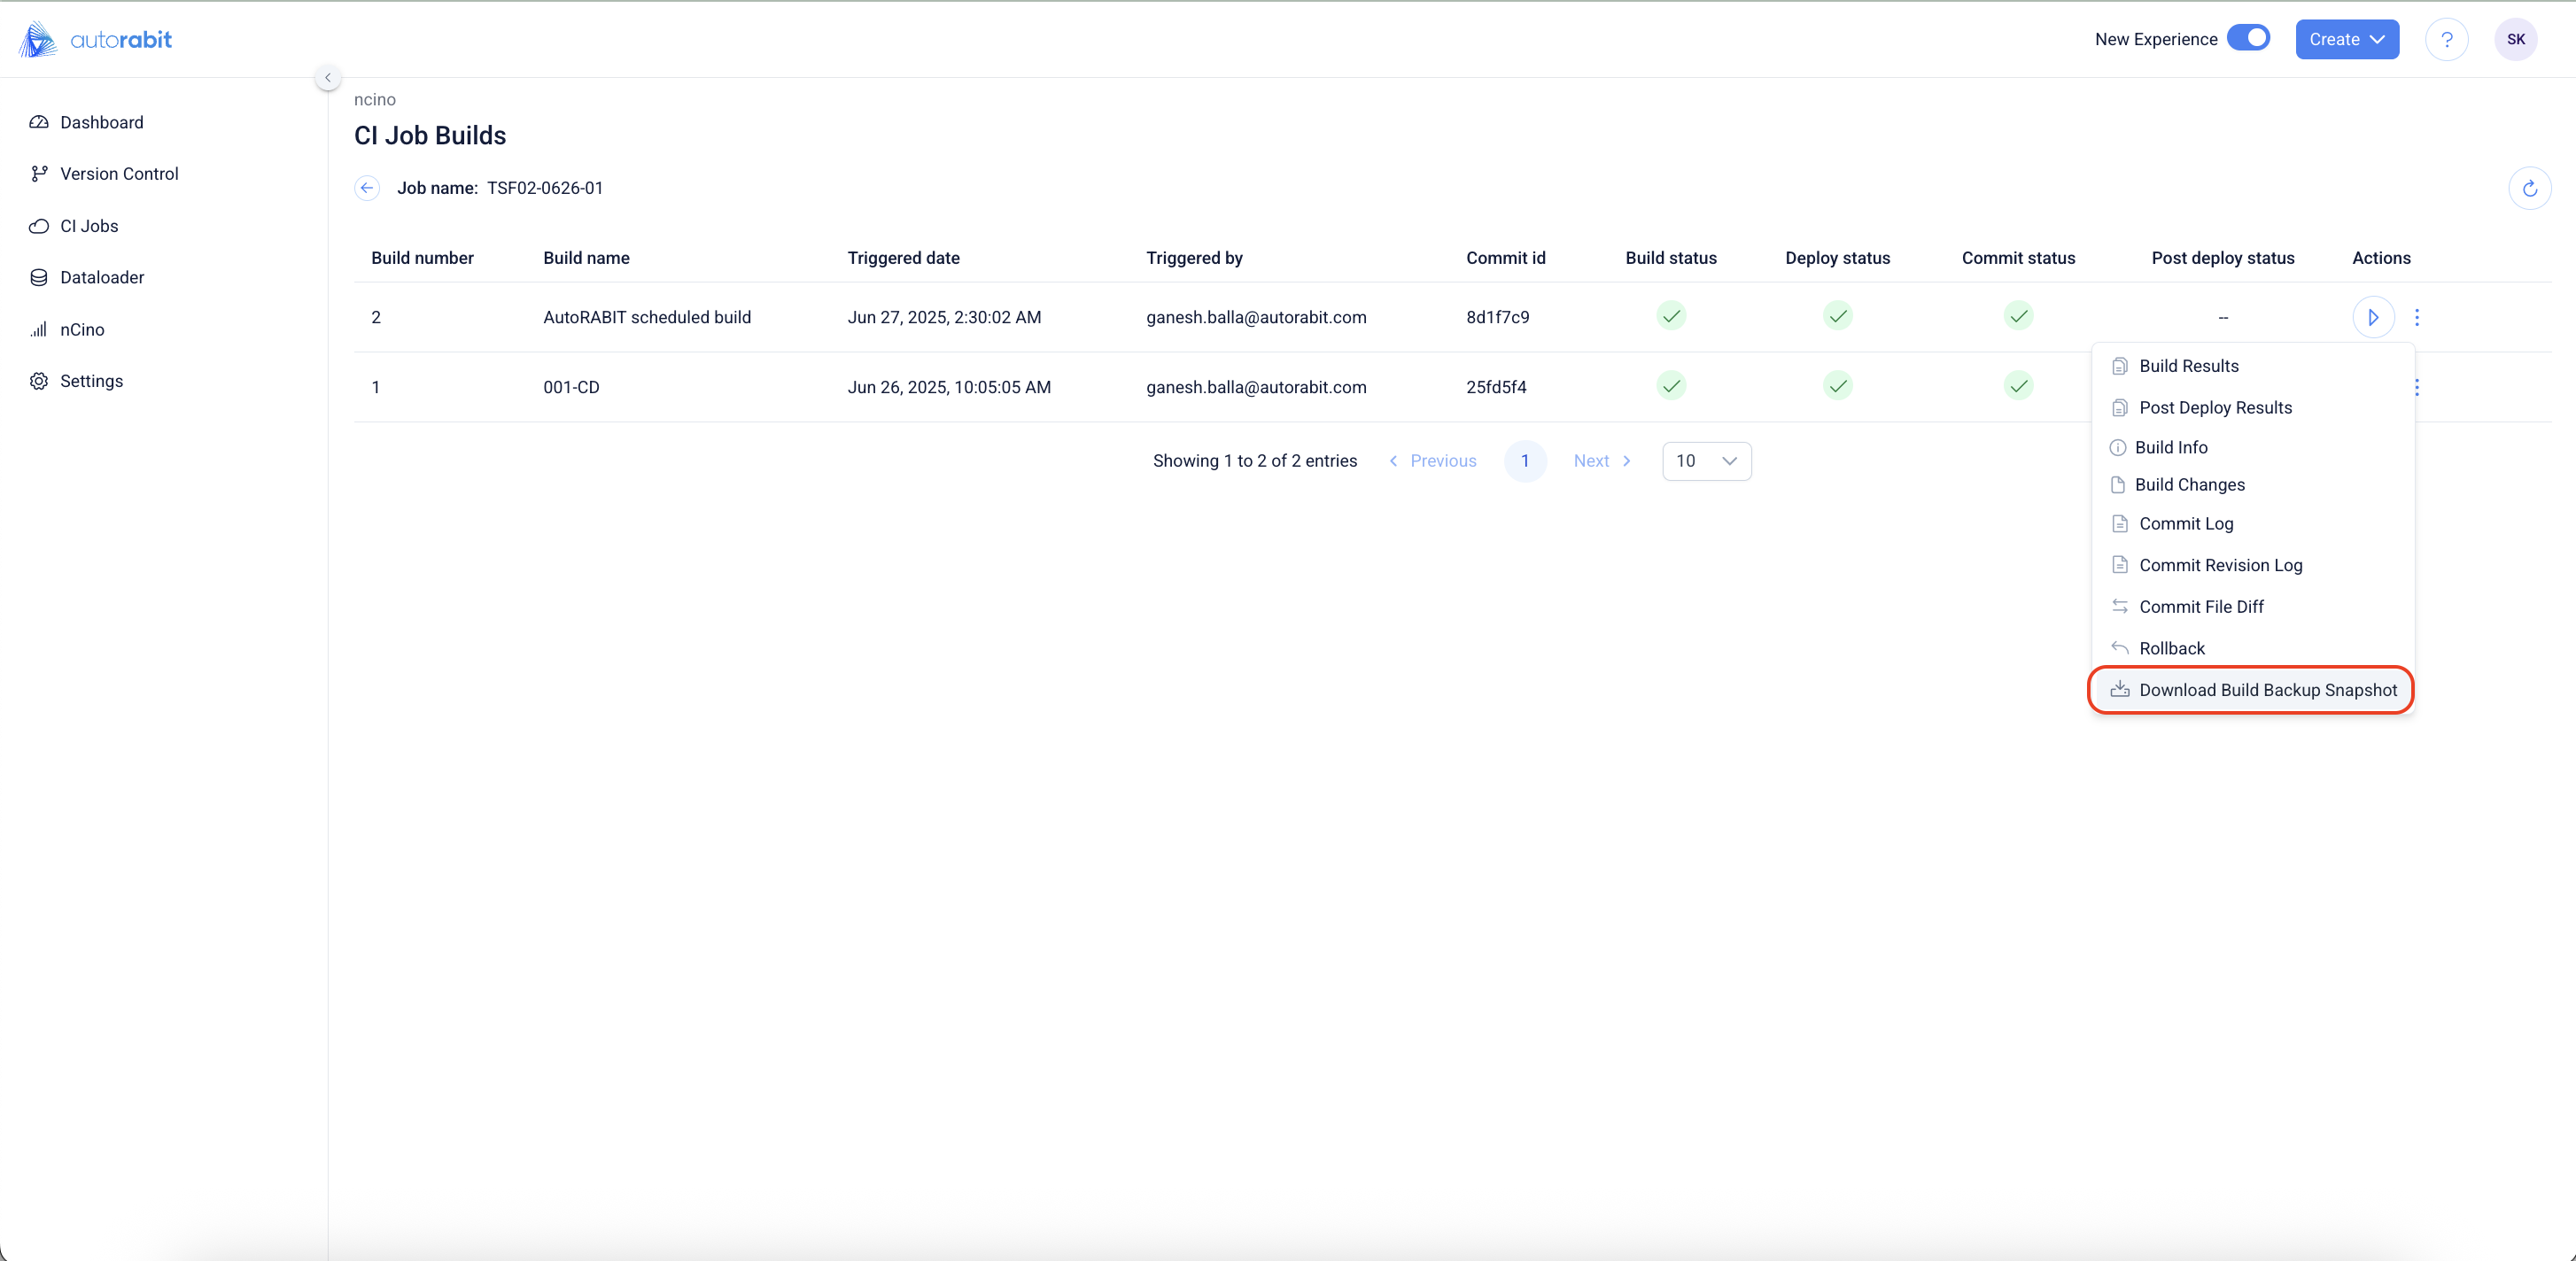 autorabit
New Experience
Create
?
SK
Dashboard
Version Control
CI Jobs
Dataloader
nCino
Settings
ncino
CI Job Builds
Job name: TSF02-0626-01
Build number Build name Triggered date Triggered by Commit id Build status Deploy status Commit status Post deploy status Actions
2 AutoRABIT scheduled build Jun 27, 2025, 2:30:02 AM ganesh.balla@autorabit.com 8d1f7c9 --
1 001-CD Jun 26, 2025, 10:05:05 AM ganesh.balla@autorabit.com 25fd5f4
Showing 1 to 2 of 2 entries Previous 1 Next 10
Build Results
Post Deploy Results
Build Info
Build Changes
Commit Log
Commit Revision Log
Commit File Diff
Rollback
Download Build Backup Snapshot